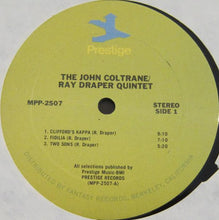 Prestige
THE JOHN COLTRANE/
RAY DRAPER QUINTET
MPP-2507
STEREO
SIDE 1
1. CLIFFORD'S KAPPA (R. Draper) 9:10
2. FIDILIA (R. Draper) 7:10
3. TWO SONS (R. Draper) 5:20
All selections published by
Prestige Music-BMI
PRESTIGE RECORDS
(MPP-2507-A)
DISTRIBUTED BY FANTASY RECORDS, BERKELEY, CALIFORNIA